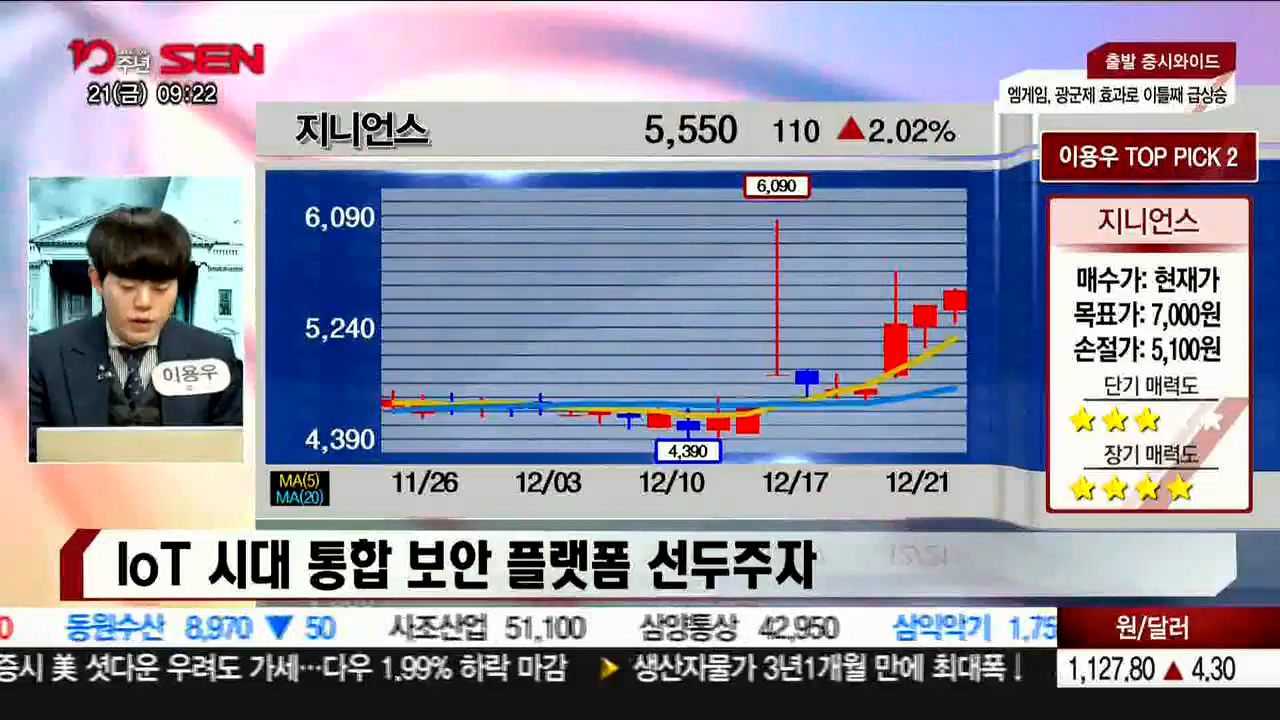 10주년 SEN
21(금) 09:22
출발 증시와이드
엠게임, 광군제 효과로 이틀째 급상승
지니언스 5,550 110 ▲2.02%
6,090
6,090
5,240
4,390
4,390
MA(5)
MA(20)
11/26 12/03 12/10 12/17 12/21
이용우
이용우 TOP PICK 2
지니언스
매수가: 현재가
목표가: 7,000원
손절가: 5,100원
단기 매력도
장기 매력도
IoT 시대 통합 보안 플랫폼 선두주자
0 동원수산 8,970 ▼ 50 사조산업 51,100 삼양통상 42,950 삼익악기 1,75
원/달러
증시 美 셧다운 우려도 가세…다우 1.99% 하락 마감 ▶ 생산자물가 3년1개월 만에 최대폭
1,127.80 ▲ 4.30